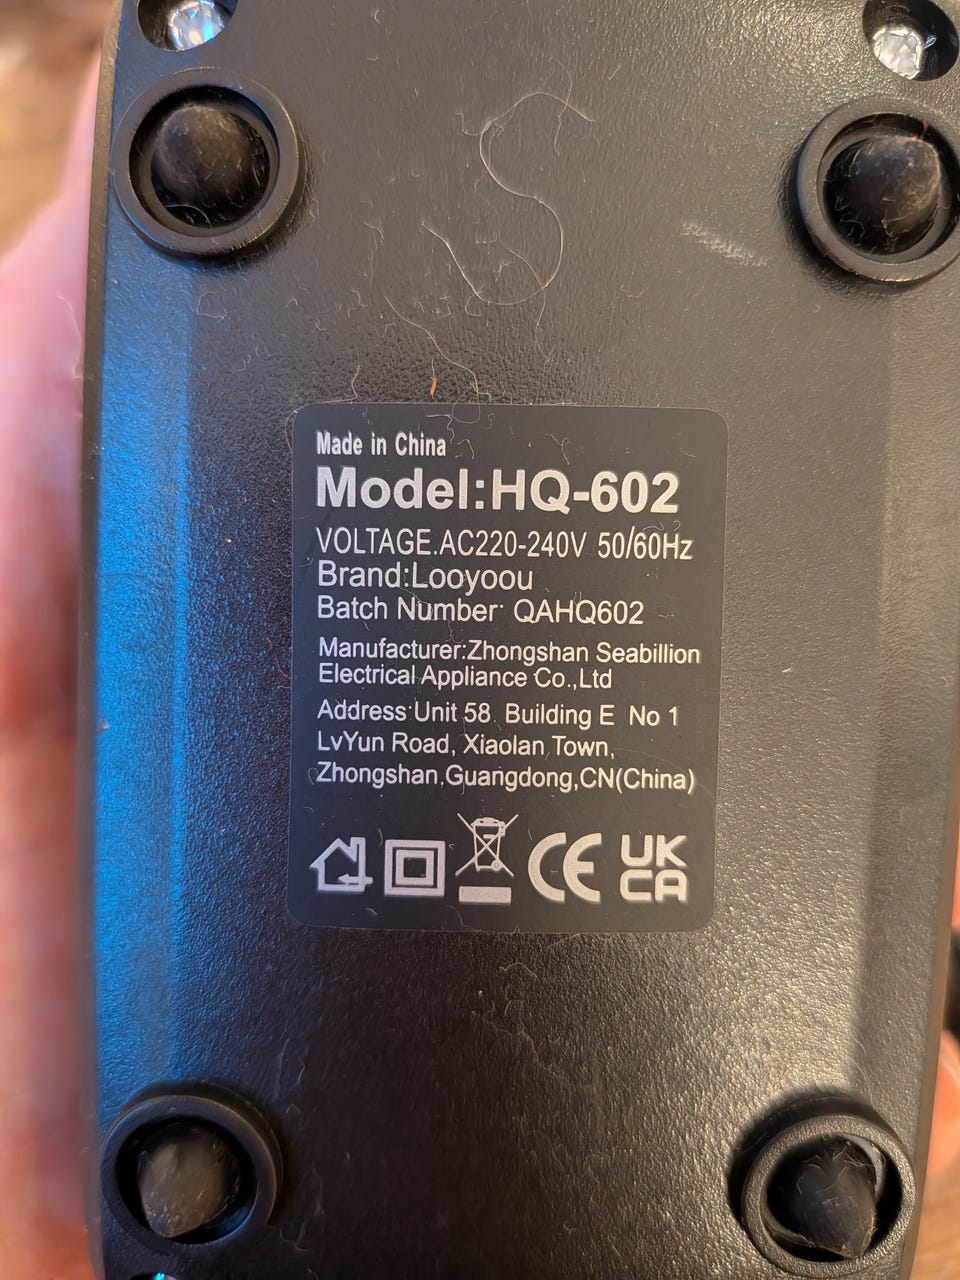 Made in China
Model:HQ-602
VOLTAGE.AC220-240V 50/60Hz
Brand:Looyoou
Batch Number: QAHQ602
Manufacturer:Zhongshan Seabillion
Electrical Appliance Co.,Ltd
Address:Unit 58, Building E No 1
LvYun Road, Xiaolan Town,
Zhongshan,Guangdong,CN(China)
CE UK
CA